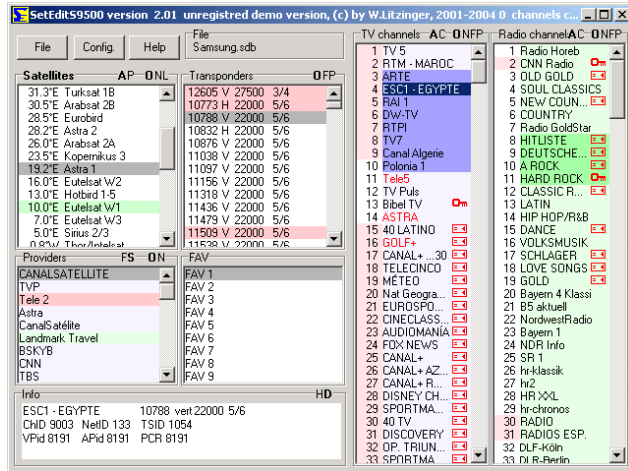 SetEditS9500 version 2.01 unregistred demo version, (c) by W.Litzinger, 2001-2004 0 channels c...
File
Config.
Help
File
Samsung.sdb
Satellites AP-ONL
31.3°E Turksat 1B
30.5°E Arabsat 2B
28.5°E Eurobird
28.2°E Astra 2
26.0°E Arabsat 2A
23.5°E Kopernikus 3
19.2°E Astra 1
16.0°E Eutelsat W2
13.0°E Hotbird 1-5
10.0°E Eutelsat W1
7.0°E Eutelsat W3
5.0°E Sirius 2/3
0.8°W Thor/Intelsat
Transponders OFP
12605 V 27500 3/4
10773 H 22000 5/6
10788 V 22000 5/6
10832 H 22000 5/6
10876 V 22000 5/6
11038 V 22000 5/6
11097 V 22000 5/6
11156 V 22000 5/6
11318 V 22000 5/6
11436 V 22000 5/6
11479 V 22000 5/6
11509 V 22000 5/6
11538 V 22000 5/6
Providers FS ON
CANALSATELLITE
TVP
Tele 2
Astra
CanalSatélite
Landmark Travel
BSKYB
CNN
TBS
FAV
FAV 1
FAV 2
FAV 3
FAV 4
FAV 5
FAV 6
FAV 7
FAV 8
FAV 9
Info HD
ESC1 - EGYPTE 10788 vert 22000 5/6
ChID 9003 NetID 133 TSID 1054
VPid 8191 APid 8191 PCR 8191
TV channels AC ONFP
1 TV 5
2 RTM - MAROC
3 ARTE
4 ESC1 - EGYPTE
5 RAI 1
6 DW-TV
7 RTPI
8 TV7
9 Canal Algerie
10 Polonia 1
11 Tele5
12 TV Puls
13 Bibel TV
14 ASTRA
15 40 LATINO
16 GOLF+
17 CANAL+ ...30
18 TELECINCO
19 MÉTEO
20 Nat Geogra...
21 EUROSPO...
22 CINECLASS...
23 AUDIOMANÍA
24 FOX NEWS
25 CANAL+
26 CANAL+ AZ...
27 CANAL+ R...
28 DISNEY CH...
29 SPORTMA...
30 40 TV
31 DISCOVERY
32 OP. TRIUN...
33 SPORTMA
Radio channels AC ONFP
1 Radio Horeb
2 CNN Radio
3 OLD GOLD
4 SOUL CLASSICS
5 NEW COUN...
6 COUNTRY
7 Radio GoldStar
8 HITLISTE
9 DEUTSCHE...
10 A ROCK
11 HARD ROCK
12 CLASSIC R...
13 LATIN
14 HIP HOP/R&B
15 DANCE
16 VOLKSMUSIK
17 SCHLAGER
18 LOVE SONGS
19 GOLD
20 Bayern 4 Klassi
21 B5 aktuell
22 NordwestRadio
23 Bayern 1
24 NDR Info
25 SR 1
26 hr-klassik
27 hr2
28 HR XXL
29 hr-chronos
30 RADIO
31 RADIOS ESP.
32 DLF-Köln
33 DLR-Berlin